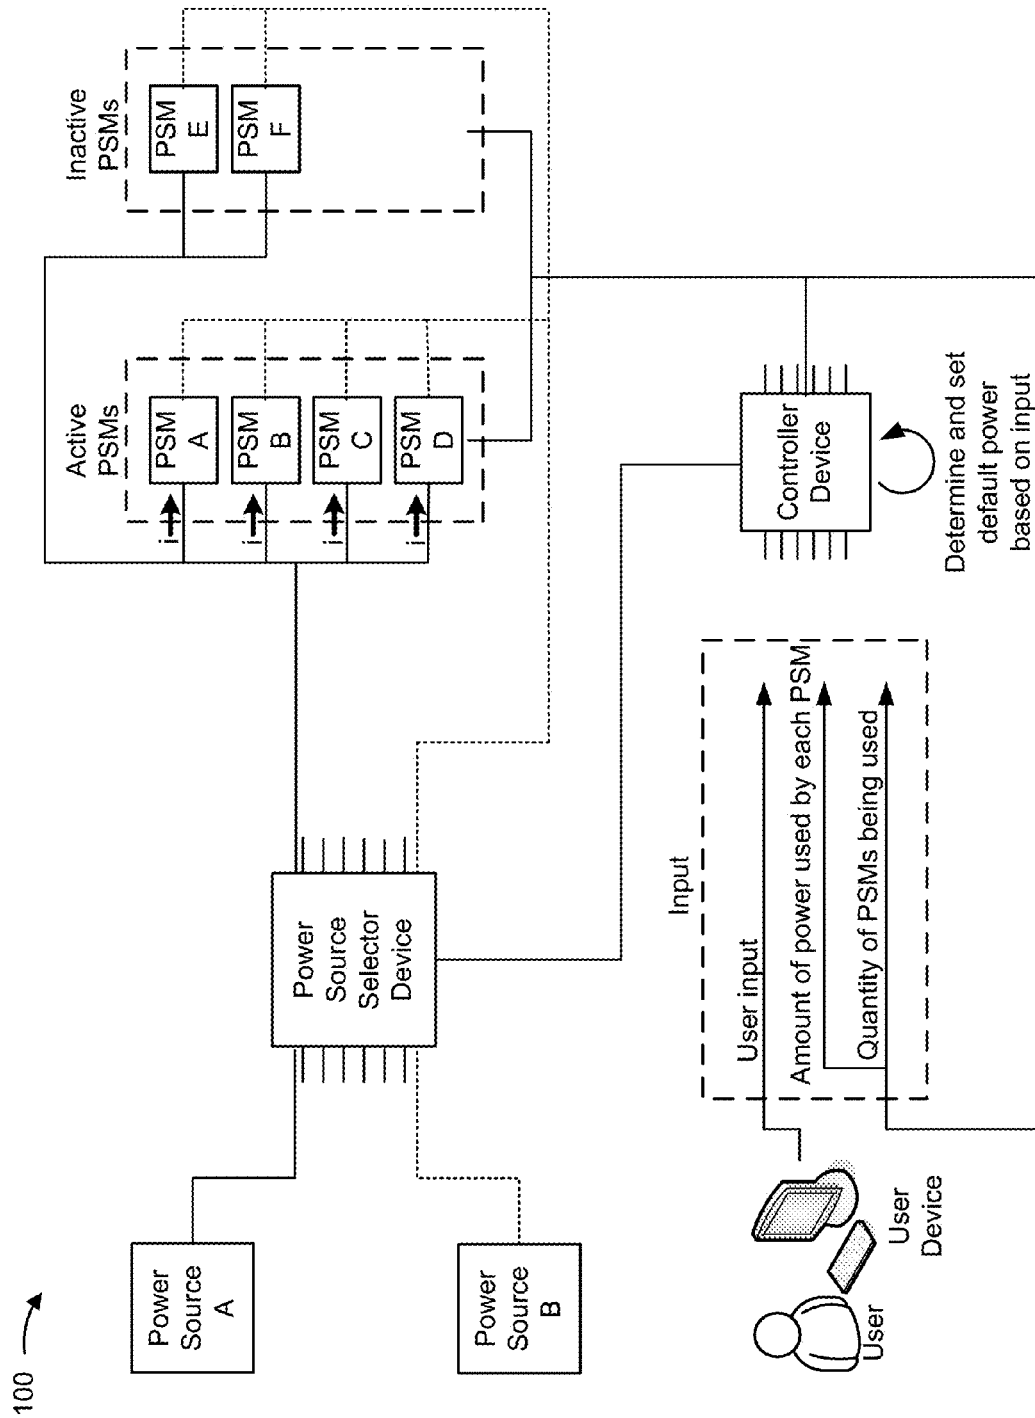 100
Power
Source
A
Power
Source
B
Power
Source
Selector
Device
Active
PSMs
i
PSM
A
i
PSM
B
i
PSM
C
i
PSM
D
Inactive
PSMs
PSM
E
PSM
F
User
User
Device
Input
User input
Amount of power used by each PSM
Quantity of PSMs being used
Controller
Device
Determine and set
default power
based on input